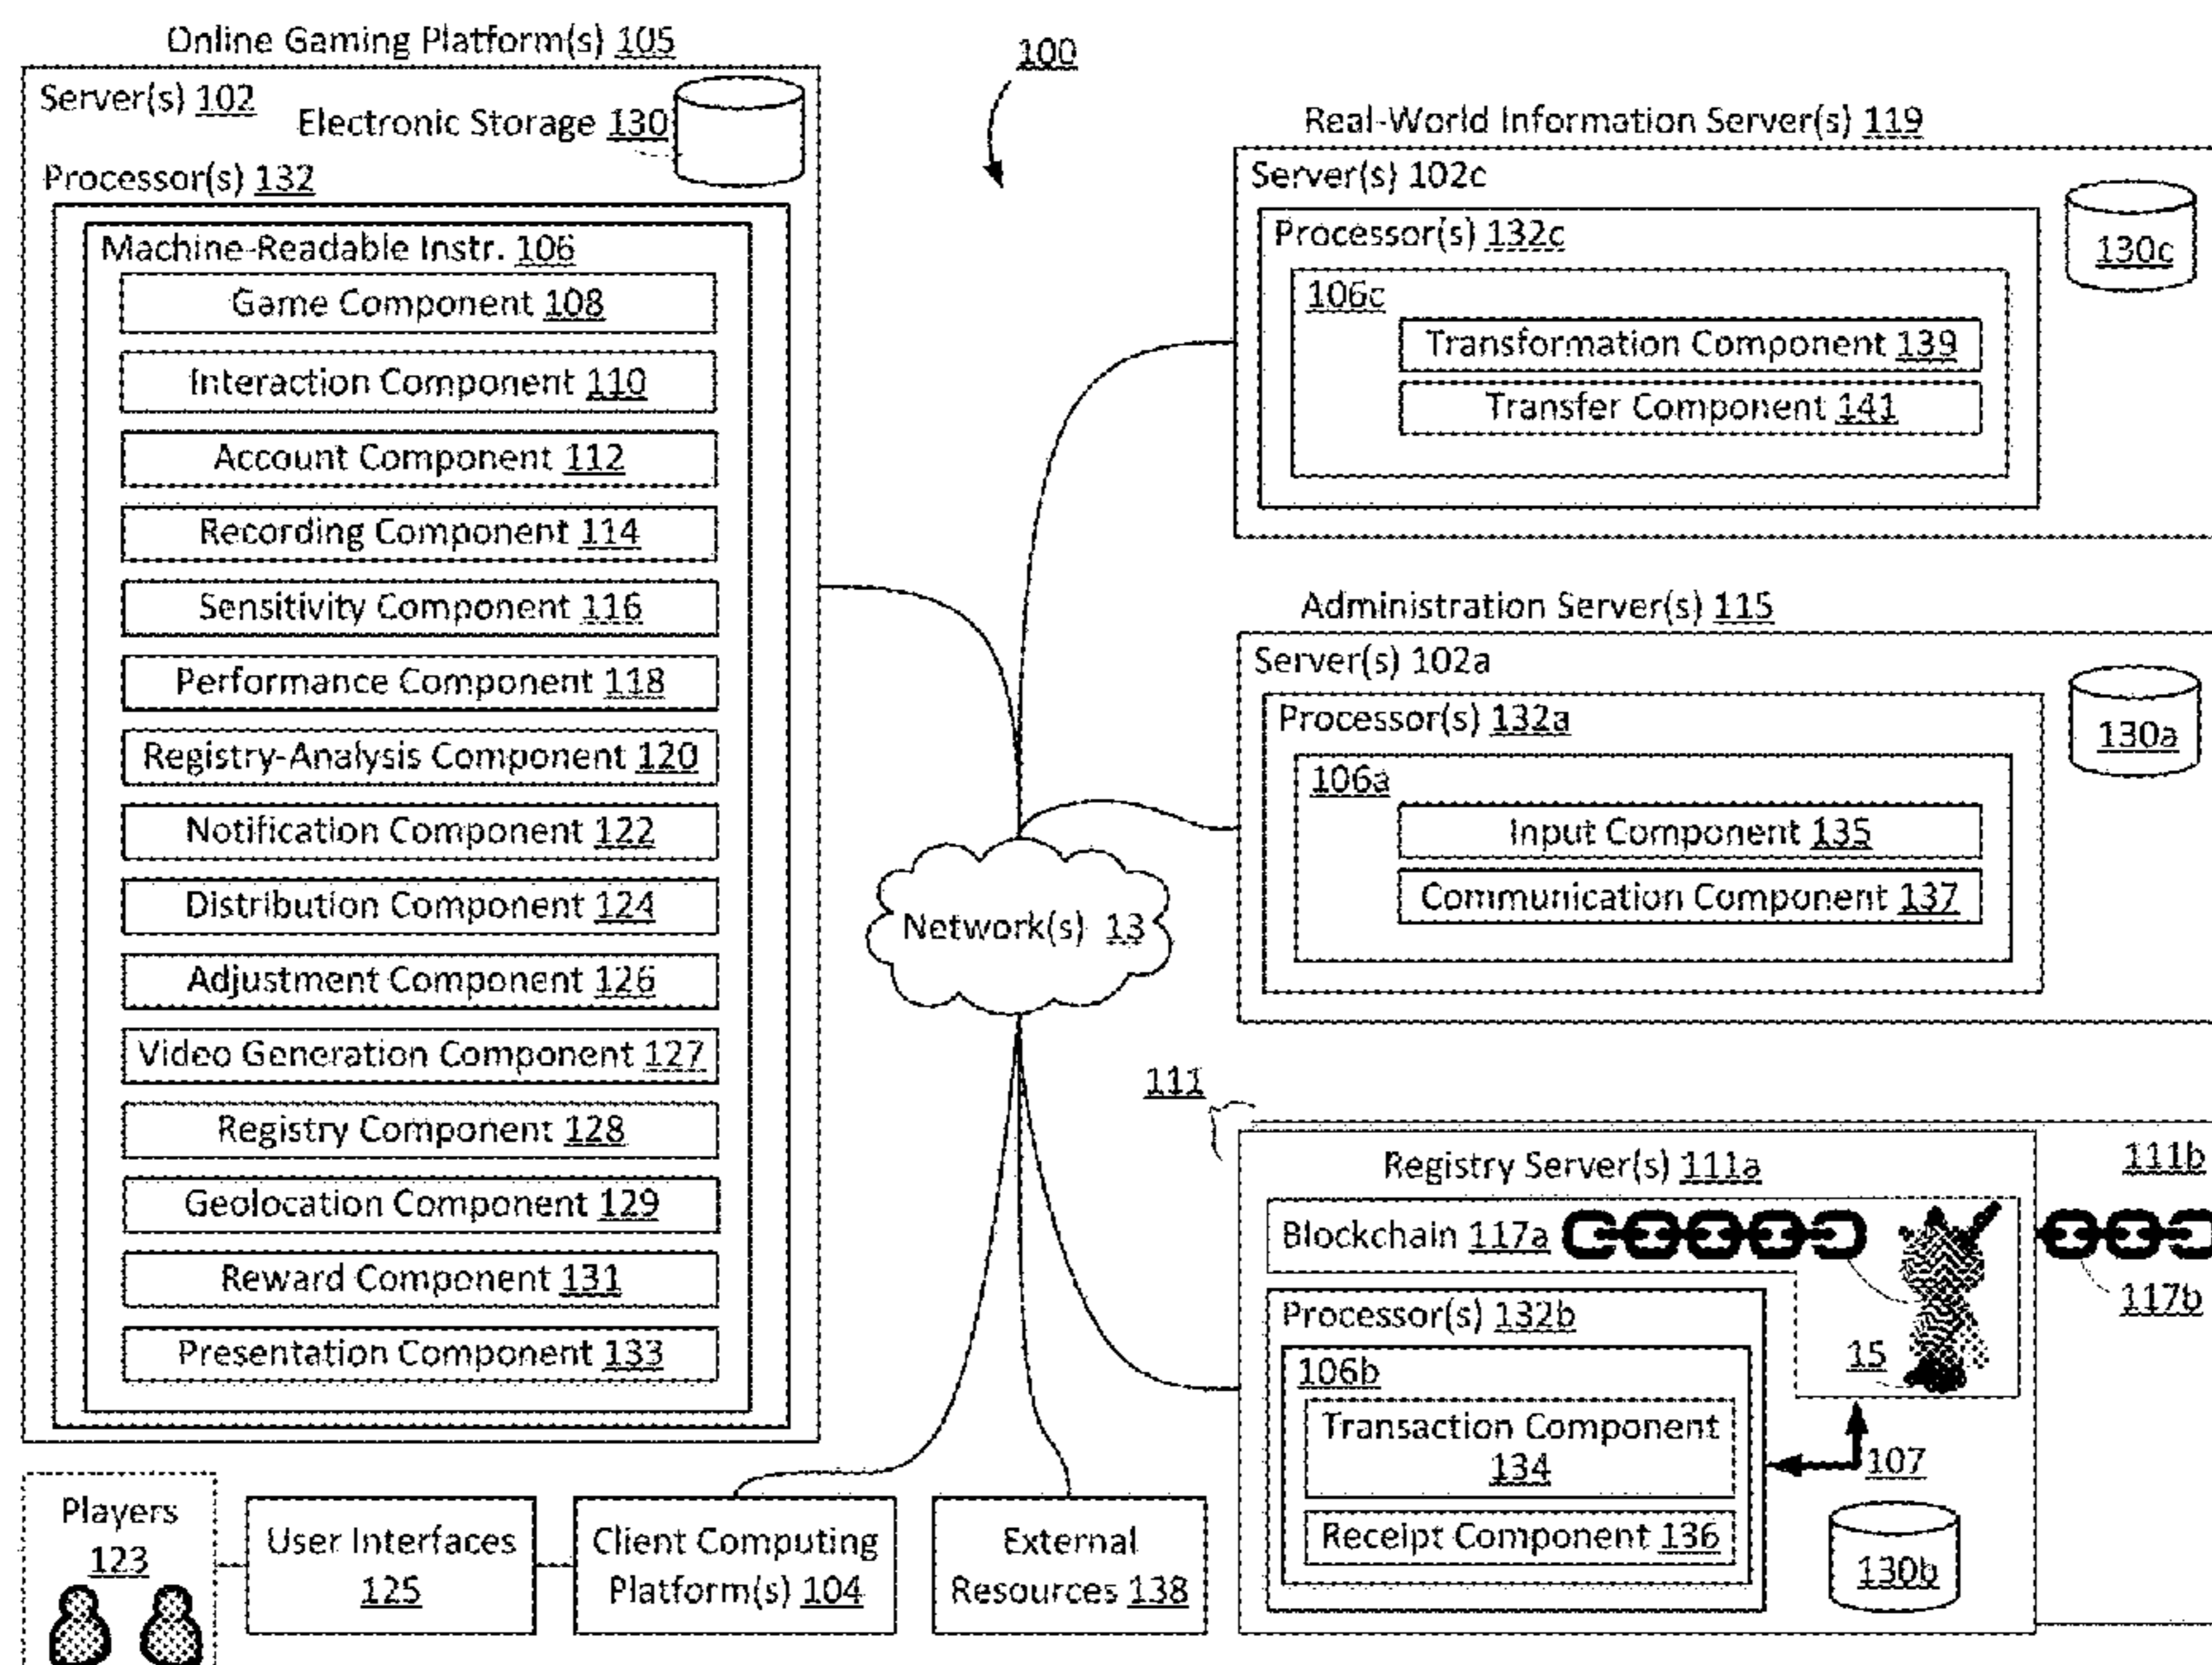 Online Gaming Platform(s) 105
Server(s) 102
Electronic Storage 130
Processor(s) 132
Machine-Readable Instr. 106
Game Component 108
Interaction Component 110
Account Component 112
Recording Component 114
Sensitivity Component 116
Performance Component 118
Registry-Analysis Component 120
Notification Component 122
Distribution Component 124
Adjustment Component 126
Video Generation Component 127
Registry Component 128
Geolocation Component 129
Reward Component 131
Presentation Component 133
100
Real-World Information Server(s) 119
Server(s) 102c
Processor(s) 132c
130c
106c
Transformation Component 139
Transfer Component 141
Administration Server(s) 115
Server(s) 102a
Processor(s) 132a
130a
106a
Input Component 135
Communication Component 137
Network(s) 13
111
Registry Server(s) 111a
111b
Blockchain 117a
117b
Processor(s) 132b
15
106b
Transaction Component
134
107
Receipt Component 136
130b
Players
123
User Interfaces
125
Client Computing
Platform(s) 104
External
Resources 138